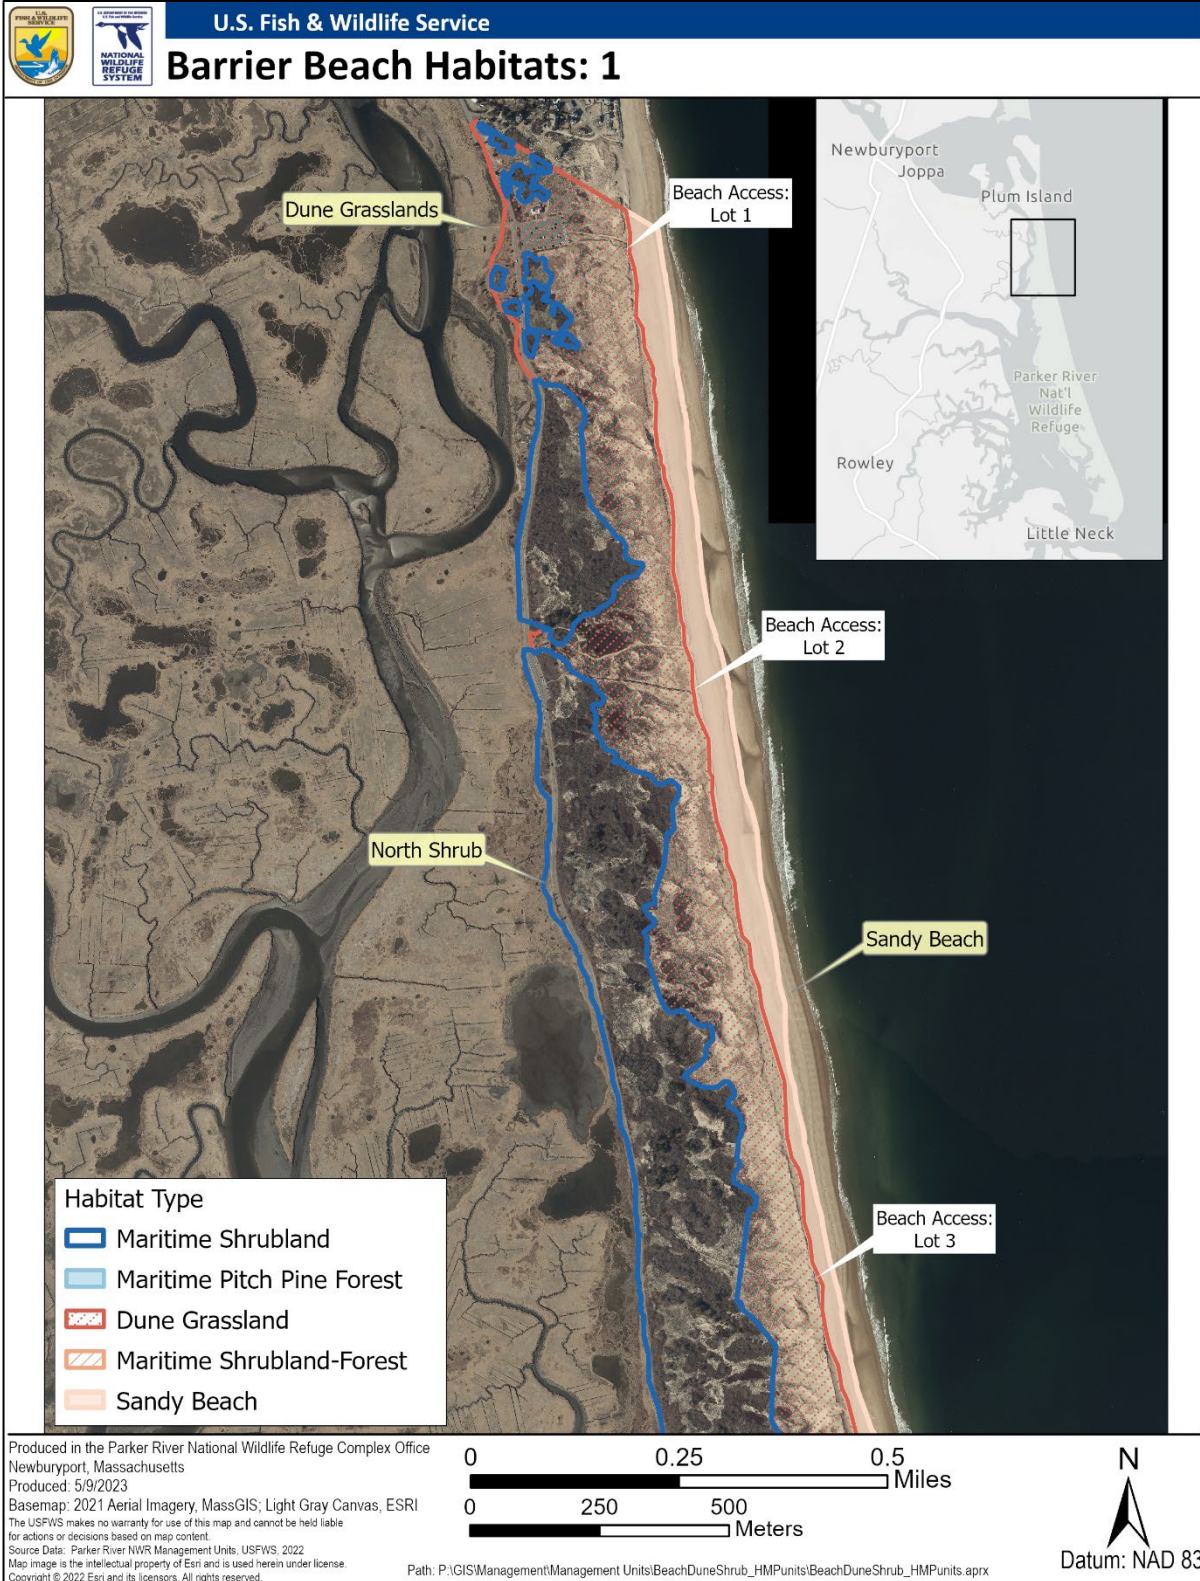 U.S.
FISH & WILDLIFE
SERVICE
NATIONAL
WILDLIFE
REFUGE
SYSTEM
U.S. Fish & Wildlife Service
Barrier Beach Habitats: 1
Newburyport
Joppa
Plum Island
Parker River
Nat'l
Wildlife
Refuge
Rowley
Little Neck
Dune Grasslands
Beach Access:
Lot 1
Beach Access:
Lot 2
North Shrub
Sandy Beach
Beach Access:
Lot 3
Habitat Type
Maritime Shrubland
Maritime Pitch Pine Forest
Dune Grassland
Maritime Shrubland-Forest
Sandy Beach
Produced in the Parker River National Wildlife Refuge Complex Office
Newburyport, Massachusetts
Produced: 5/9/2023
Basemap: 2021 Aerial Imagery, MassGIS; Light Gray Canvas, ESRI
The USFWS makes no warranty for use of this map and cannot be held liable
for actions or decisions based on map content.
Source Data: Parker River NWR Management Units, USFWS, 2022
Map image is the intellectual property of Esri and is used herein under license.
Copyright © 2022 Esri and its licensors. All rights reserved.
0 0.25 0.5
Miles
0 250 500
Meters
Path: P:\GIS\Management\Management Units\BeachDuneShrub_HMPunits\BeachDuneShrub_HMPunits.aprx
N
Datum: NAD 83